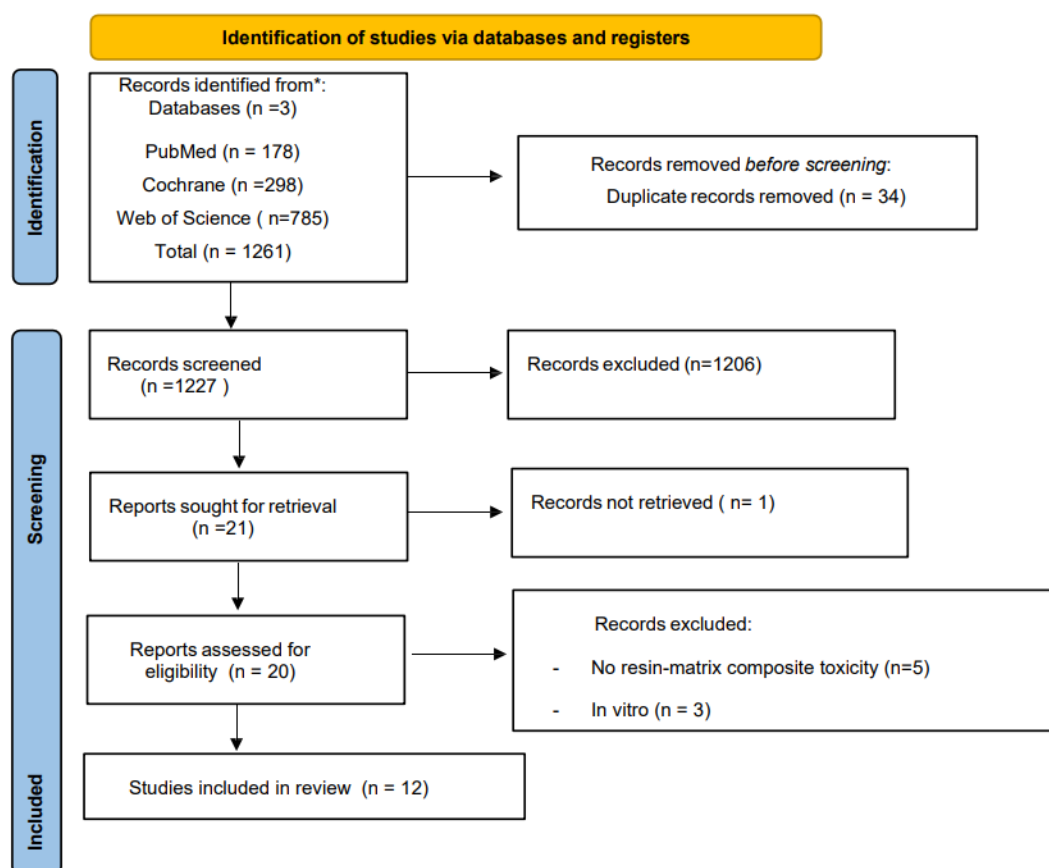 Identification of studies via databases and registers
Identification
Records identified from*:
Databases (n =3)
PubMed (n = 178)
Cochrane (n =298)
Web of Science ( n=785)
Total (n = 1261)
Records removed before screening:
Duplicate records removed (n = 34)
Screening
Records screened
(n =1227 )
Records excluded (n=1206)
Reports sought for retrieval
(n =21)
Records not retrieved ( n= 1)
Reports assessed for
eligibility (n = 20)
Records excluded:
- No resin-matrix composite toxicity (n=5)
- In vitro (n = 3)
Included
Studies included in review (n = 12)